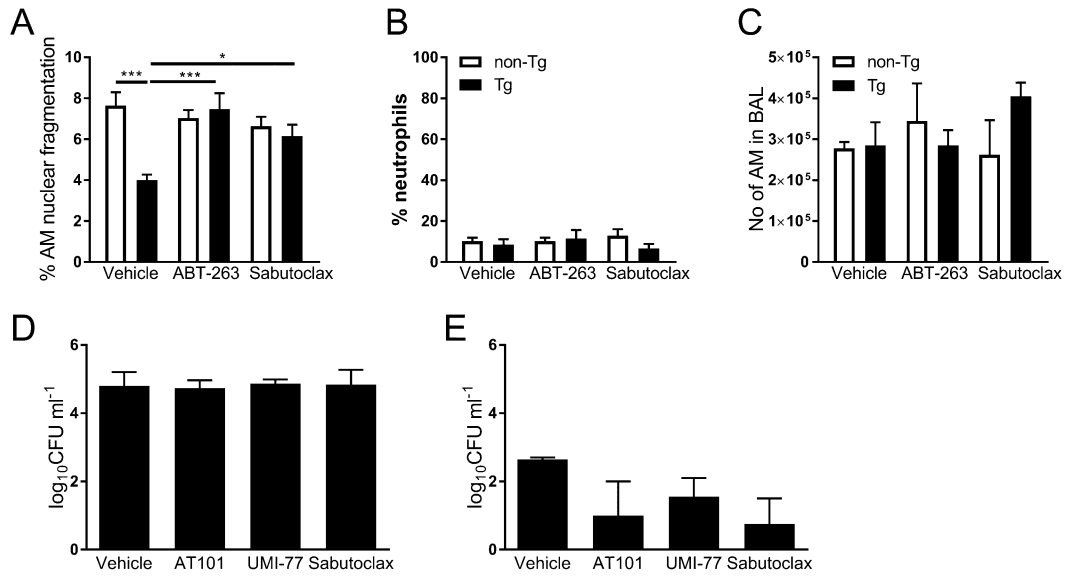 A
% AM nuclear fragmentation
10
8
6
4
2
0
***
***
*
Vehicle ABT-263 Sabutoclax
B
% neutrophils
100
80
60
40
20
0
non-Tg
Tg
Vehicle ABT-263 Sabutoclax
C
No of AM in BAL
5×10⁵
4×10⁵
3×10⁵
2×10⁵
1×10⁵
0
non-Tg
Tg
Vehicle ABT-263 Sabutoclax
D
log₁₀CFU ml⁻¹
6
4
2
0
Vehicle AT101 UMI-77 Sabutoclax
E
log₁₀CFU ml⁻¹
6
4
2
0
Vehicle AT101 UMI-77 Sabutoclax